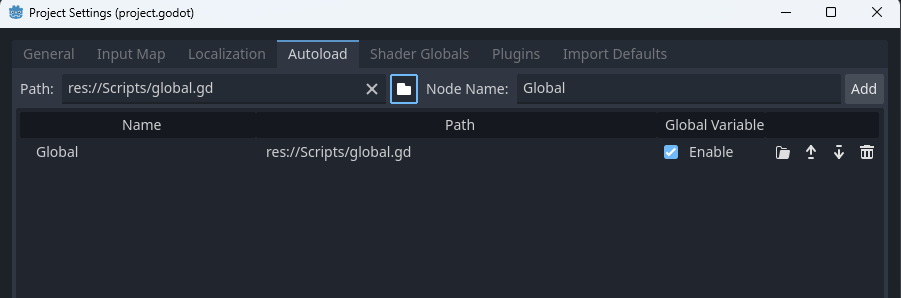 Project Settings (project.godot)
General Input Map Localization Autoload Shader Globals Plugins Import Defaults
Path: res://Scripts/global.gd Node Name: Global Add
Name Path Global Variable
Global res://Scripts/global.gd Enable